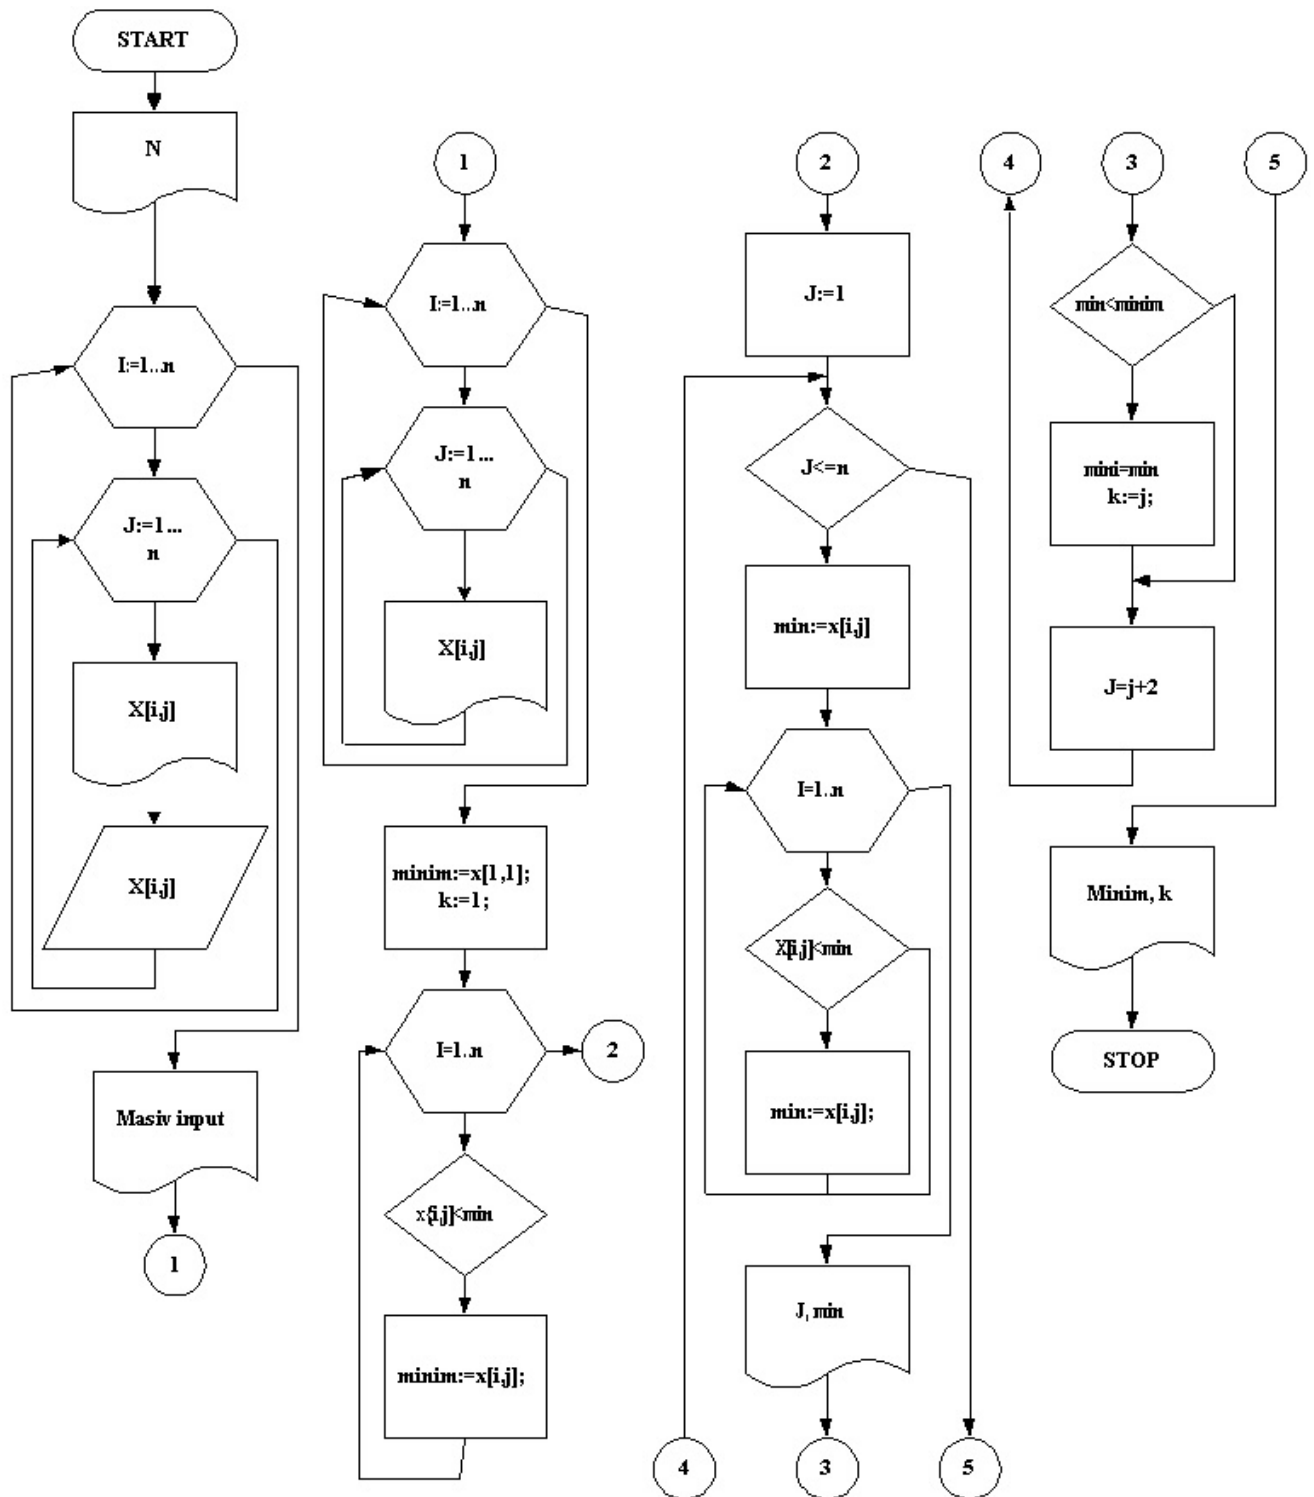 START
N
I:=1...n
J:=1...
n
X[i,j]
X[i,j]
Masiv input
1
1
I:=1...n
J:=1...
n
X[i,j]
minim:=x[1,1];
k:=1;
I=1..n
2
x[i,j]<min
minim:=x[i,j];
2
J:=1
J<=n
min:=x[i,j]
I=1..n
X[i,j]<min
min:=x[i,j];
J, min
4
3
5
4
3
5
min<minim
mini=min
k:=j;
J=j+2
Minim, k
STOP